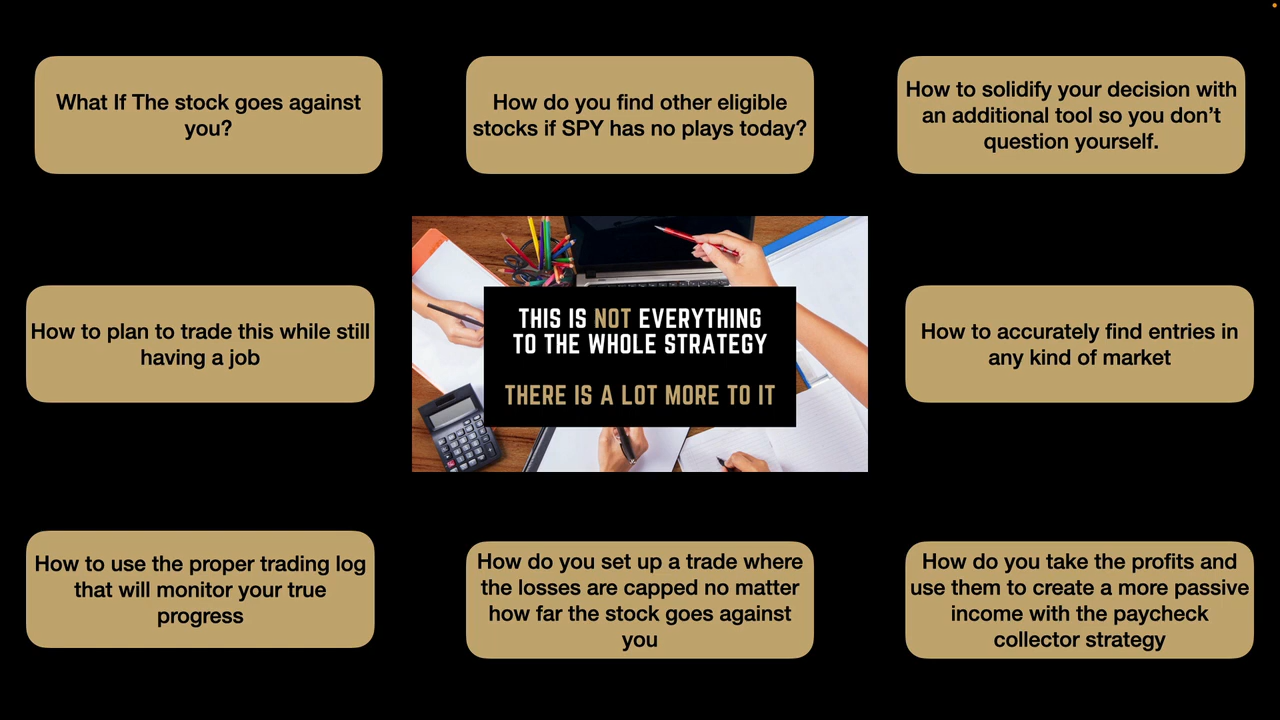 What If The stock goes against
you?
How do you find other eligible
stocks if SPY has no plays today?
How to solidify your decision with
an additional tool so you don’t
question yourself.
How to plan to trade this while still
having a job
THIS IS NOT EVERYTHING
TO THE WHOLE STRATEGY
THERE IS A LOT MORE TO IT
How to accurately find entries in
any kind of market
How to use the proper trading log
that will monitor your true
progress
How do you set up a trade where
the losses are capped no matter
how far the stock goes against
you
How do you take the profits and
use them to create a more passive
income with the paycheck
collector strategy